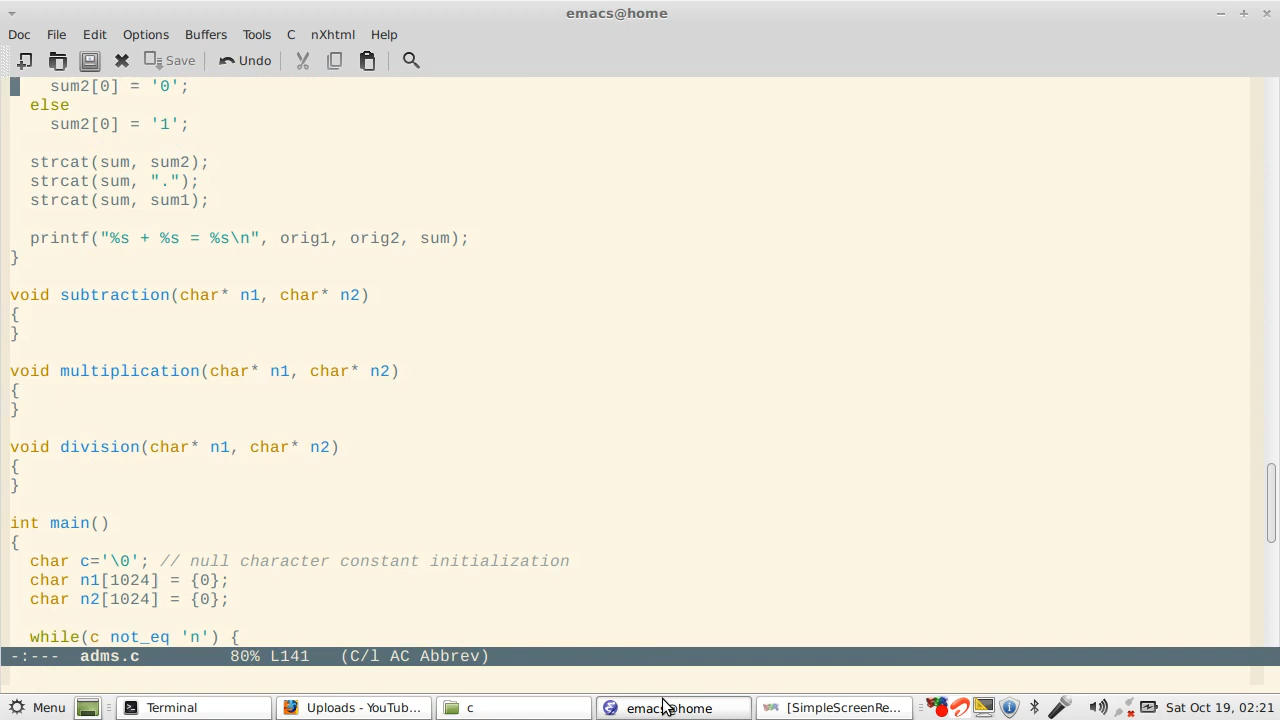 emacs@home
Doc File Edit Options Buffers Tools C nXhtml Help
Save Undo
sum2[0] = '0';
else
sum2[0] = '1';
strcat(sum, sum2);
strcat(sum, ".");
strcat(sum, sum1);
printf("%s + %s = %s\n", orig1, orig2, sum);
}
void subtraction(char* n1, char* n2)
{
}
void multiplication(char* n1, char* n2)
{
}
void division(char* n1, char* n2)
{
}
int main()
{
char c='\0'; // null character constant initialization
char n1[1024] = {0};
char n2[1024] = {0};
while(c not_eq 'n') {
-:--- adms.c 80% L141 (C/l AC Abbrev)
Menu Terminal Uploads - YouTub... c emacs@home [SimpleScreenRe... Sat Oct 19, 02:21